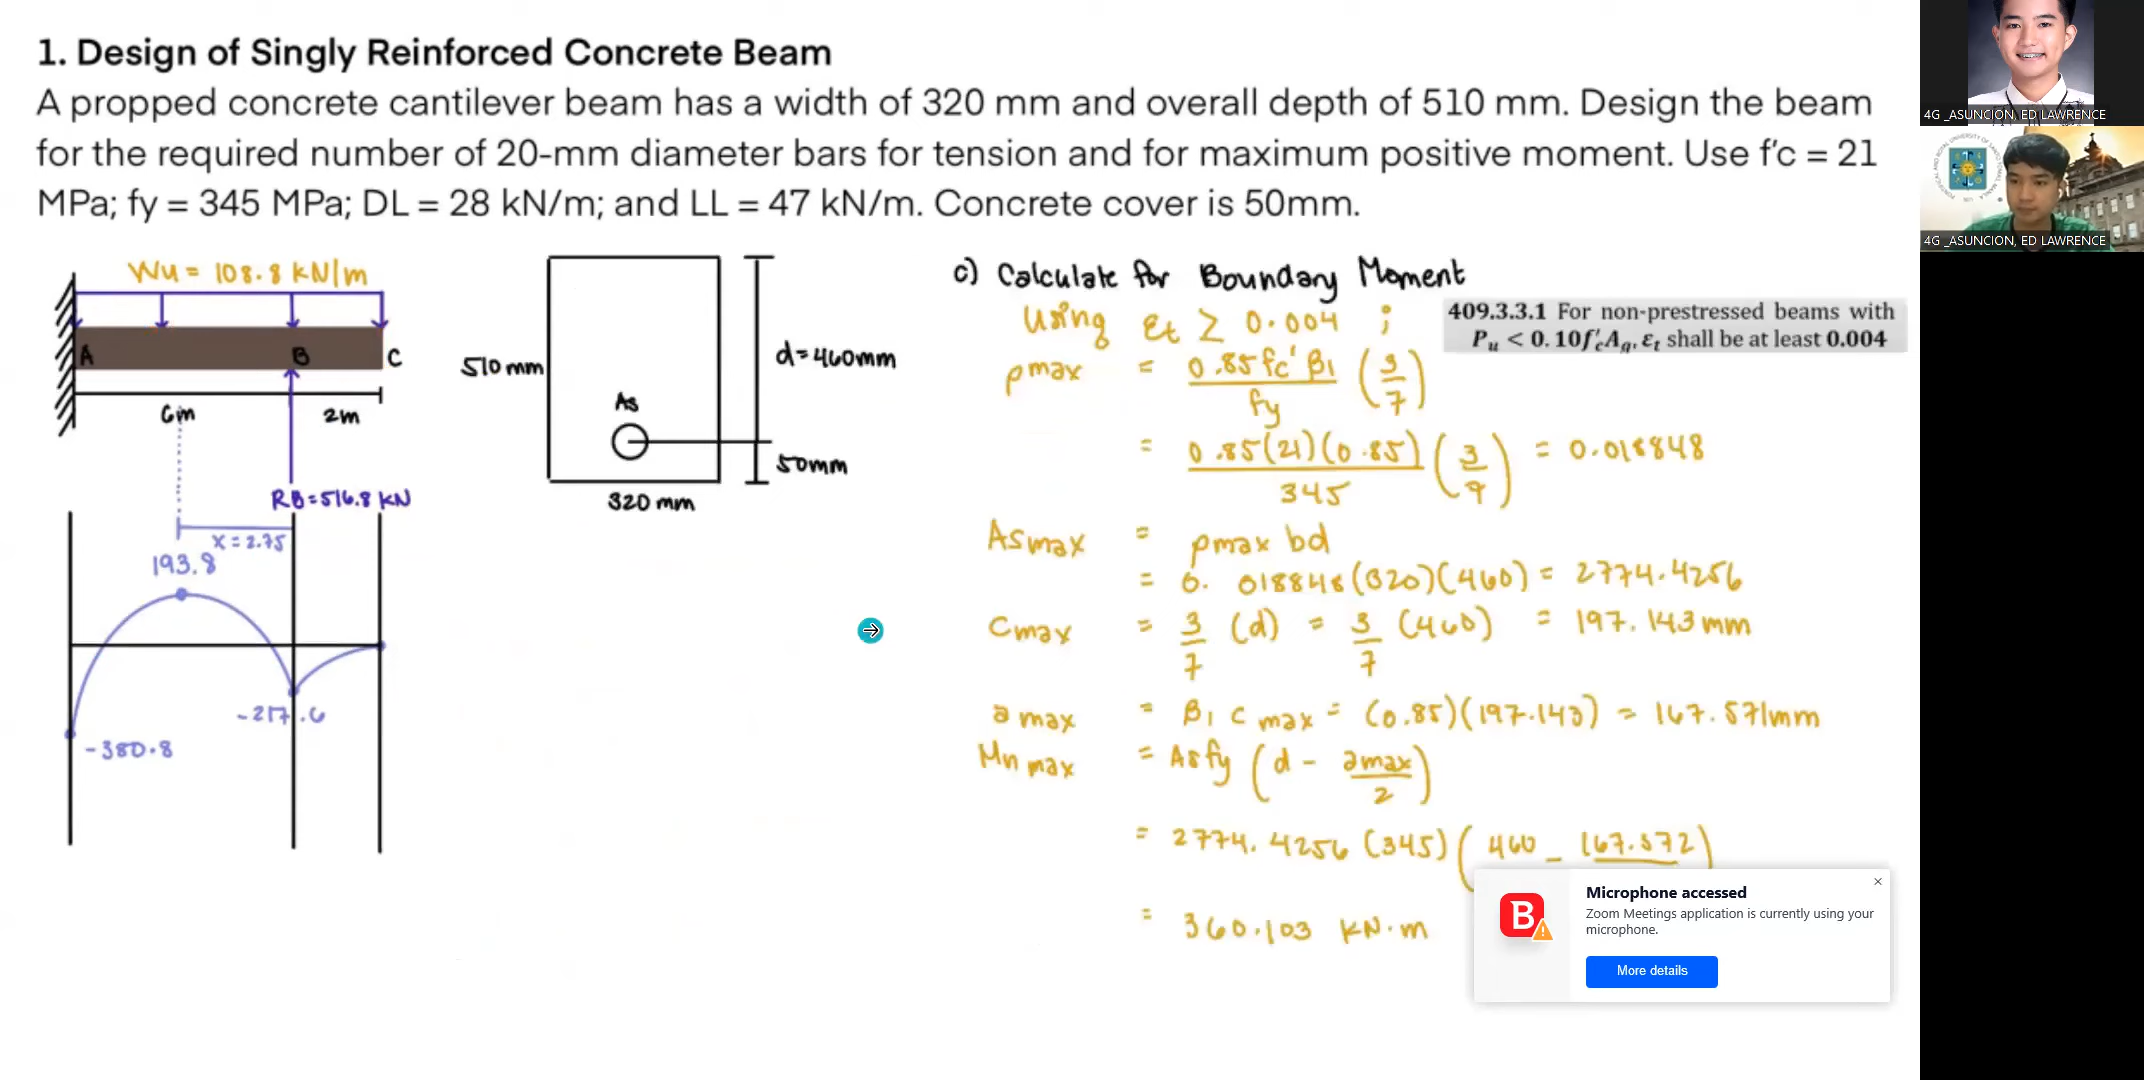 1. Design of Singly Reinforced Concrete Beam
A propped concrete cantilever beam has a width of 320 mm and overall depth of 510 mm. Design the beam
for the required number of 20-mm diameter bars for tension and for maximum positive moment. Use f'c = 21
MPa; fy = 345 MPa; DL = 28 kN/m; and LL = 47 kN/m. Concrete cover is 50mm.
Wu = 108.8 kN/m
A
B
C
6m
2m
RB=516.8 kN
x = 2.75
193.8
-217.6
-380.8
510 mm
As
d=460mm
50mm
320 mm
c) Calculate for Boundary Moment
Using εt ≥ 0.004 ;
409.3.3.1 For non-prestressed beams with
Pu < 0.10f'cAg, εt shall be at least 0.004
ρmax = 0.85 fc' β1 / fy (3/7)
= 0.85(21)(0.85) / 345 (3/7) = 0.018848
Asmax = ρmax bd
= 0.018848(320)(460) = 2774.4256
Cmax = 3/7 (d) = 3/7 (460) = 197.143mm
a max = β1 c max = (0.85)(197.143) = 167.571mm
Mn max = As fy (d - amax/2)
= 2774.4256 (345) (460 - 167.572
= 360.103 kN.m
4G _ASUNCION, ED LAWRENCE
4G _ASUNCION, ED LAWRENCE
B
Microphone accessed
Zoom Meetings application is currently using your
microphone.
More details